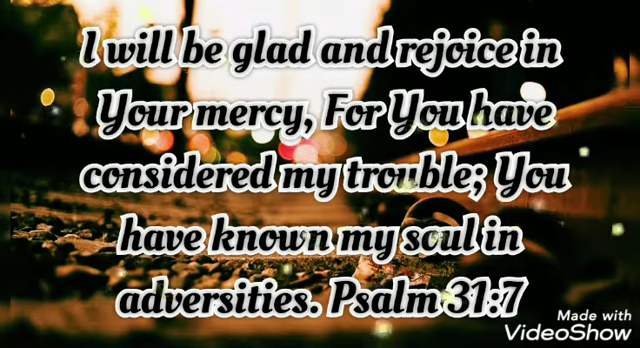 I will be glad and rejoice in
Your mercy, For You have
considered my trouble; You
have known my soul in
adversities. Psalm 31:7
Made with
VideoShow